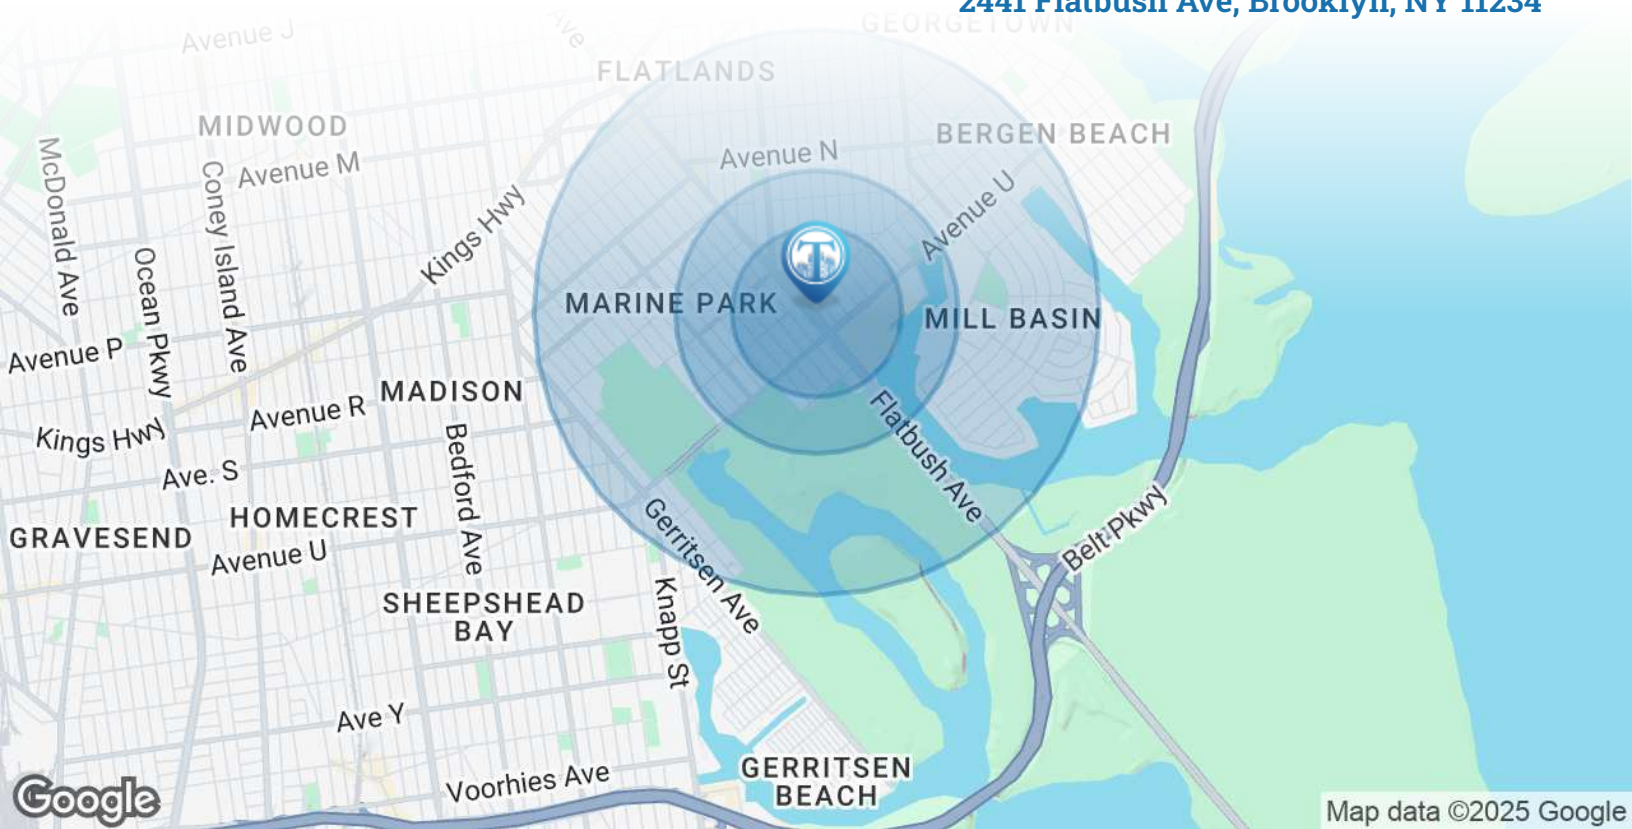 2441 Flatbush Ave, Brooklyn, NY 11234
GEORGETOWN
Avenue J
Ave
FLATLANDS
MIDWOOD
BERGEN BEACH
Avenue N
Avenue M
McDonald Ave
Coney Island Ave
Kings Hwy
Avenue U
Ocean Pkwy
MARINE PARK
T
MILL BASIN
Avenue P
MADISON
Avenue R
Kings Hwy
Flatbush Ave
Bedford Ave
Ave. S
HOMECREST
GRAVESEND
Avenue U
Gerritsen Ave
Belt Pkwy
Knapp St
SHEEPSHEAD
BAY
Ave Y
GERRITSEN
BEACH
Voorhies Ave
Google
Map data ©2025 Google